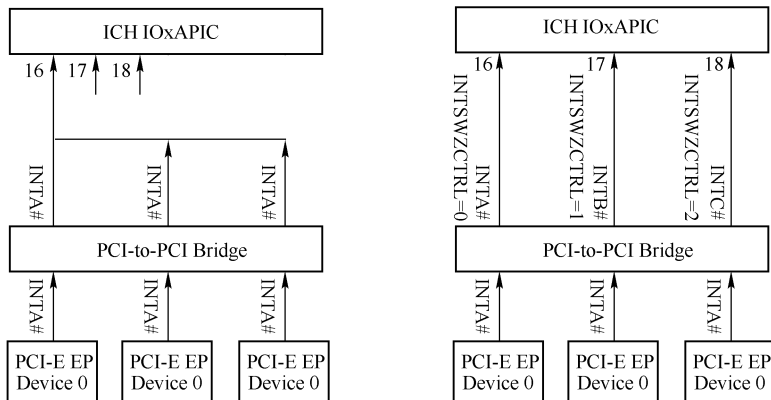 ICH IOxAPIC
16
17
18
INTA#
INTA#
INTA#
PCI-to-PCI Bridge
INTA#
INTA#
INTA#
PCI-E EP
Device 0
PCI-E EP
Device 0
PCI-E EP
Device 0
ICH IOxAPIC
16
17
18
INTSWZCTRL=0
INTA#
INTSWZCTRL=1
INTB#
INTSWZCTRL=2
INTC#
PCI-to-PCI Bridge
INTA#
INTA#
INTA#
PCI-E EP
Device 0
PCI-E EP
Device 0
PCI-E EP
Device 0